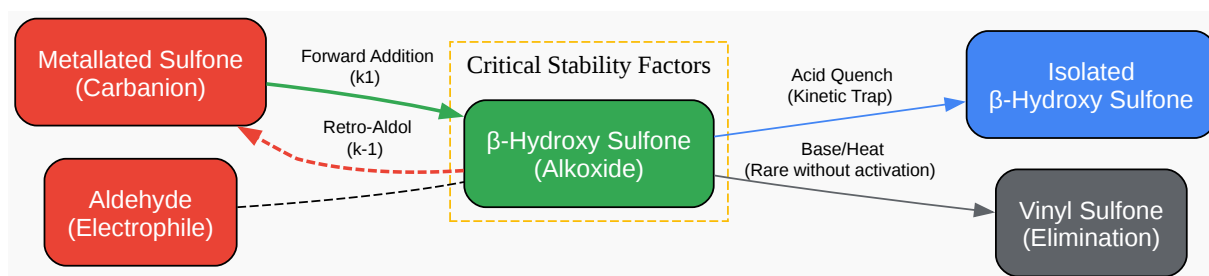 Metallated Sulfone
(Carbanion)
Forward Addition
(k1)
Critical Stability Factors
Acid Quench
(Kinetic Trap)
Isolated
β-Hydroxy Sulfone
Retro-Aldol
(k-1)
β-Hydroxy Sulfone
(Alkoxide)
Base/Heat
(Rare without activation)
Aldehyde
(Electrophile)
Vinyl Sulfone
(Elimination)